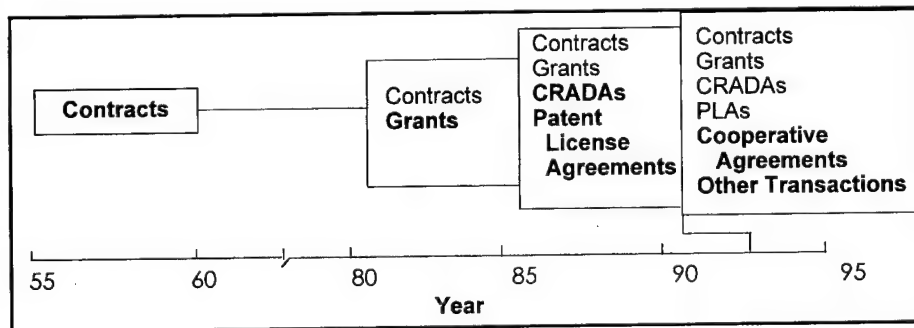 Contracts
Contracts
Grants
Contracts
Grants
CRADAs
Patent
License
Agreements
Contracts
Grants
CRADAs
PLAs
Cooperative
Agreements
Other Transactions
55 60 80 85 90 95
Year